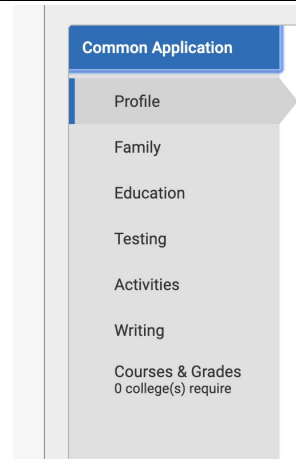 Common Application
Profile
Family
Education
Testing
Activities
Writing
Courses & Grades
0 college(s) require